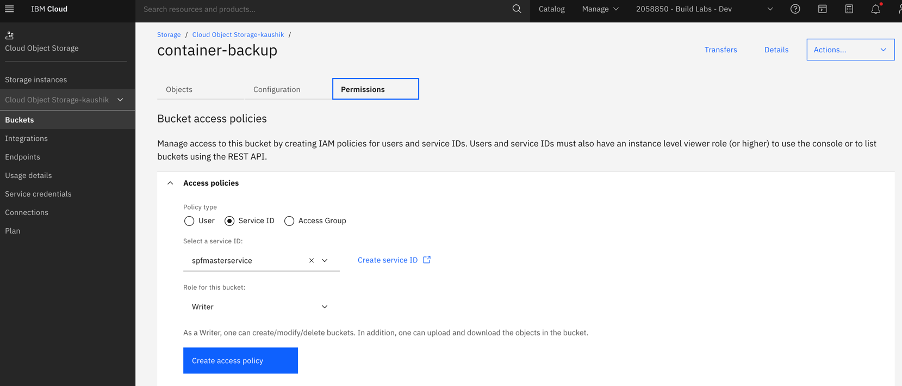 IBM Cloud
Search resources and products...
Catalog
Manage
2058850 - Build Labs - Dev
Cloud Object Storage
Storage instances
Cloud Object Storage-kaushik
Buckets
Integrations
Endpoints
Usage details
Service credentials
Connections
Plan
Storage / Cloud Object Storage-kaushik /
container-backup
Transfers
Details
Actions...
Objects
Configuration
Permissions
Bucket access policies
Manage access to this bucket by creating IAM policies for users and service IDs. Users and service IDs must also have an instance level viewer role (or higher) to use the console or to list
buckets using the REST API.
Access policies
Policy type
User
Service ID
Access Group
Select a service ID:
spfmasterservice
Create service ID
Role for this bucket:
Writer
As a Writer, one can create/modify/delete buckets. In addition, one can upload and download the objects in the bucket.
Create access policy